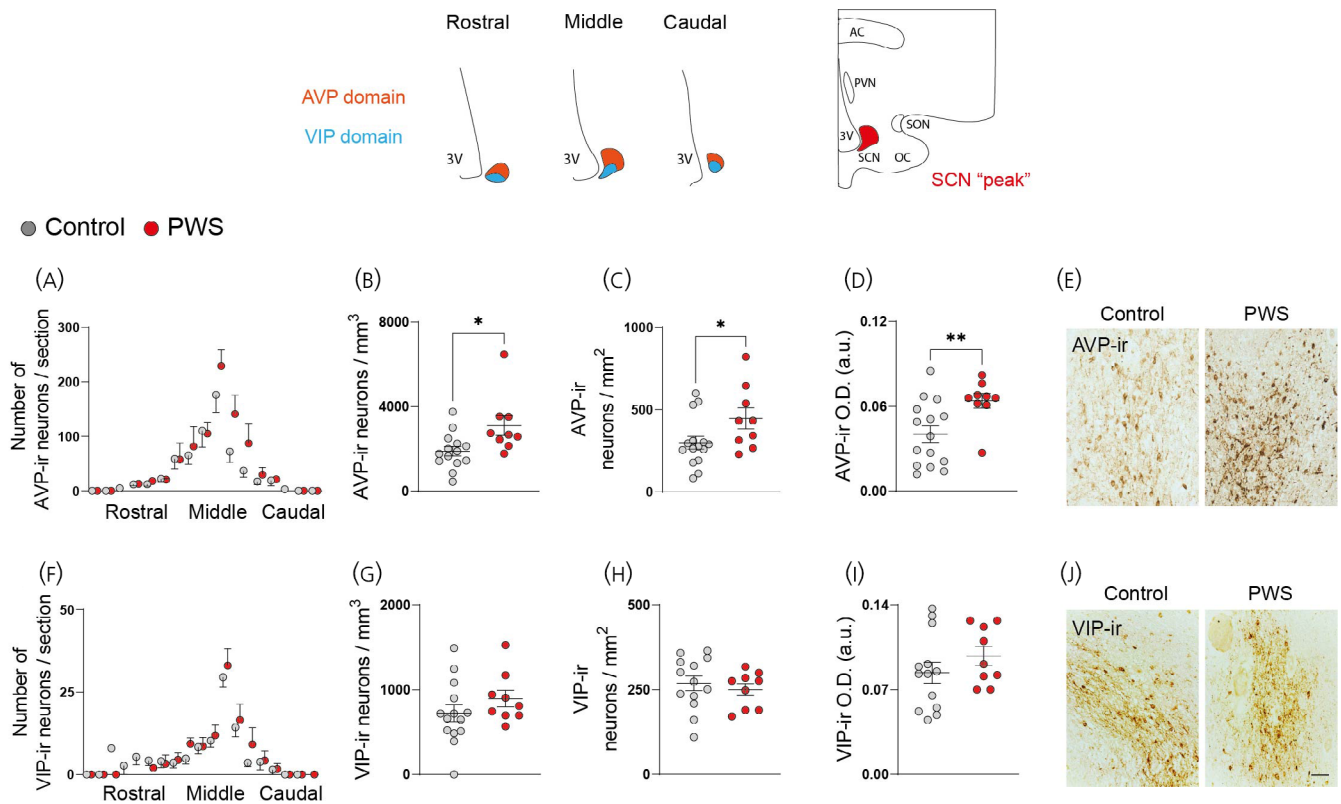 Rostral Middle Caudal
AVP domain
VIP domain
3V 3V 3V
AC
PVN
3V
SON
SCN OC
SCN “peak”
Control PWS
(A)
Number of
AVP-ir neurons / section
300
200
100
0
Rostral Middle Caudal
(B)
AVP-ir neurons / mm³
8000
4000
0
*
(C)
AVP-ir
neurons / mm²
1000
500
0
*
(D)
AVP-ir O.D. (a.u.)
0.12
0.06
0.00
**
(E)
Control PWS
AVP-ir
(F)
Number of
VIP-ir neurons / section
50
25
0
Rostral Middle Caudal
(G)
VIP-ir neurons / mm³
2000
1000
0
(H)
VIP-ir
neurons / mm²
500
250
0
(I)
VIP-ir O.D. (a.u.)
0.14
0.07
0.00
(J)
Control PWS
VIP-ir